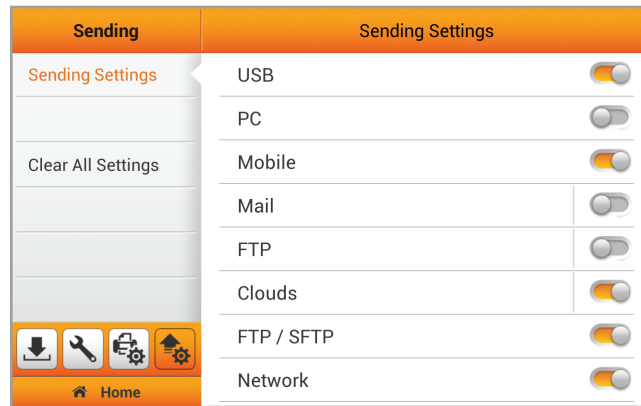 Sending
Sending Settings
Sending Settings
Clear All Settings
Home
USB
PC
Mobile
Mail
FTP
Clouds
FTP / SFTP
Network